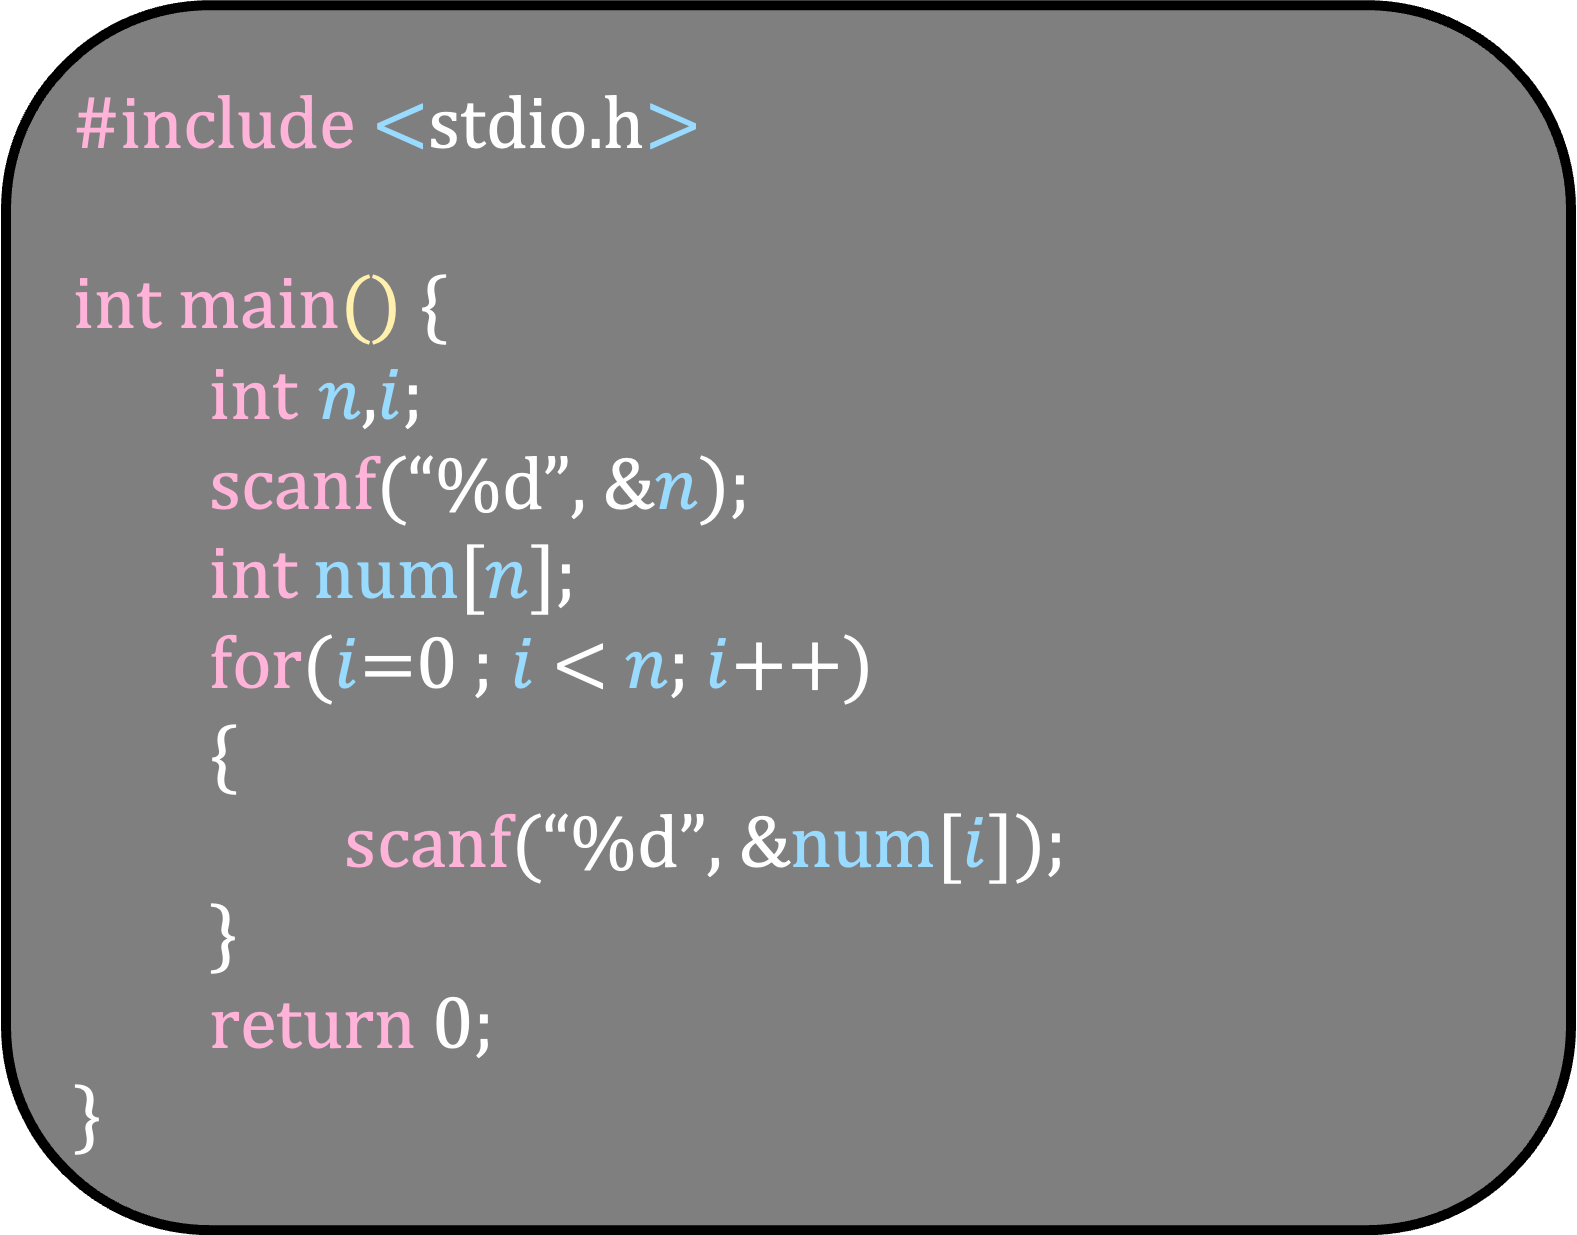 #include <stdio.h>
int main() {
int n,i;
scanf(“%d”, &n);
int num[n];
for(i=0 ; i < n; i++)
{
scanf(“%d”, &num[i]);
}
return 0;
}